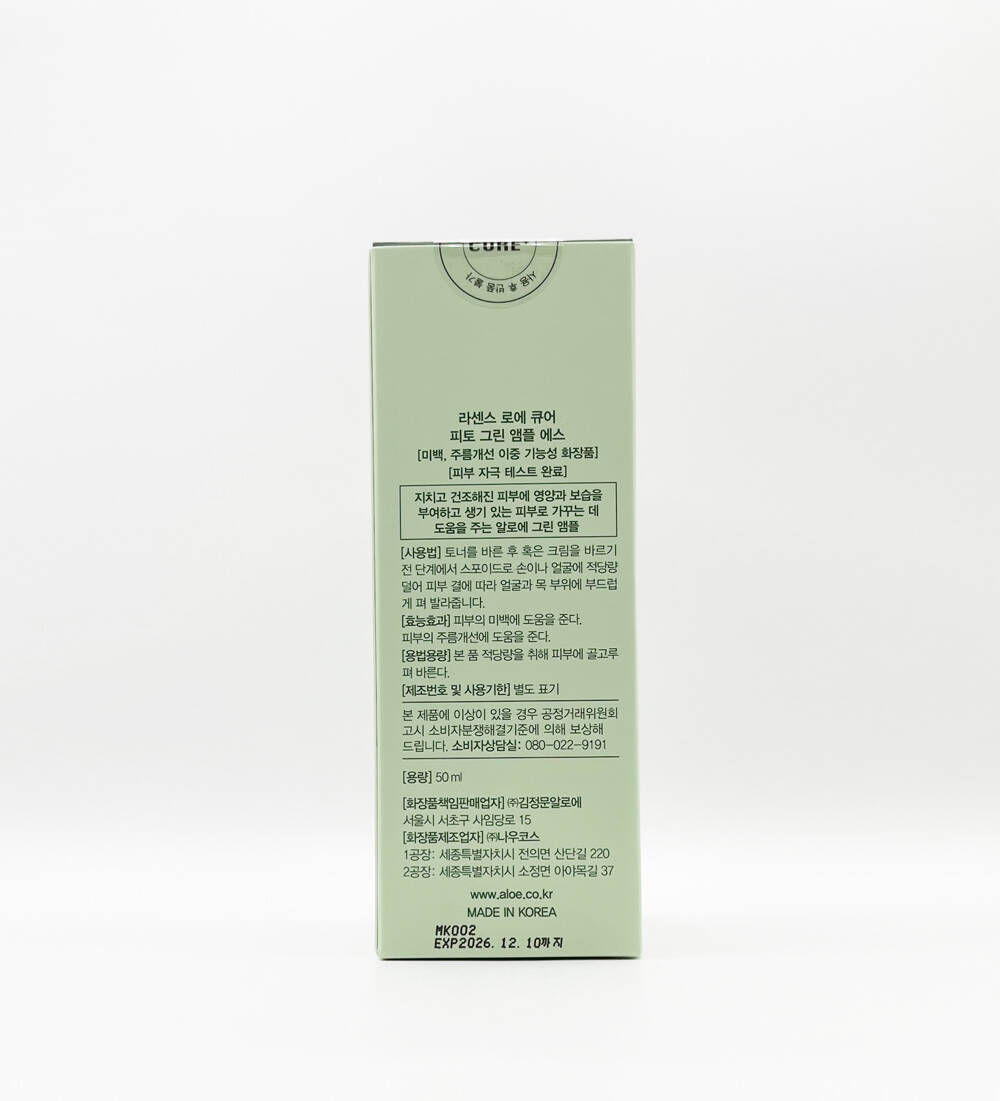 CURE+
사용 후 반품 불가
라센스 로에 큐어
피토 그린 앰플 에스
[미백, 주름개선 이중 기능성 화장품]
[피부 자극 테스트 완료]
지치고 건조해진 피부에 영양과 보습을
부여하고 생기 있는 피부로 가꾸는 데
도움을 주는 알로에 그린 앰플
[사용법] 토너를 바른 후 혹은 크림을 바르기
전 단계에서 스포이드로 손이나 얼굴에 적당량
덜어 피부 결에 따라 얼굴과 목 부위에 부드럽
게 펴 발라줍니다.
[효능효과] 피부의 미백에 도움을 준다.
피부의 주름개선에 도움을 준다.
[용법용량] 본 품 적당량을 취해 피부에 골고루
펴 바른다.
[제조번호 및 사용기한] 별도 표기
본 제품에 이상이 있을 경우 공정거래위원회
고시 소비자분쟁해결기준에 의해 보상해
드립니다. 소비자상담실: 080-022-9191
[용량] 50 ml
[화장품책임판매업자] ㈜김정문알로에
서울시 서초구 사임당로 15
[화장품제조업자] ㈜나우코스
1공장: 세종특별자치시 전의면 산단길 220
2공장: 세종특별자치시 소정면 아야목길 37
www.aloe.co.kr
MADE IN KOREA
MK002
EXP2026. 12. 10까지